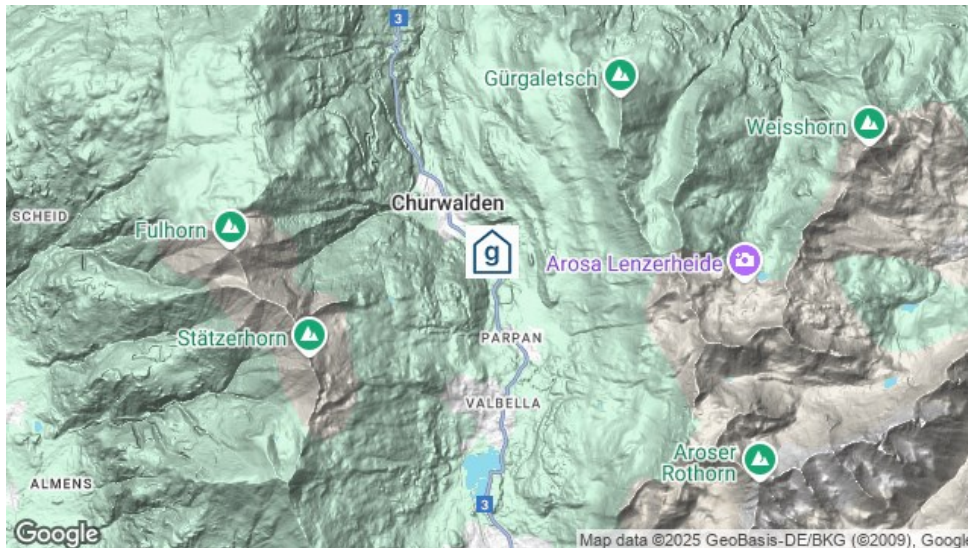 3
Gürgaletsch
Weisshorn
Churwalden
SCHEID
Fulhorn
g
Arosa Lenzerheide
Stätzerhorn
PARPAN
VALBELLA
Aroser
Rothorn
ALMENS
3
Google
Map data ©2025 GeoBasis-DE/BKG (©2009), Google